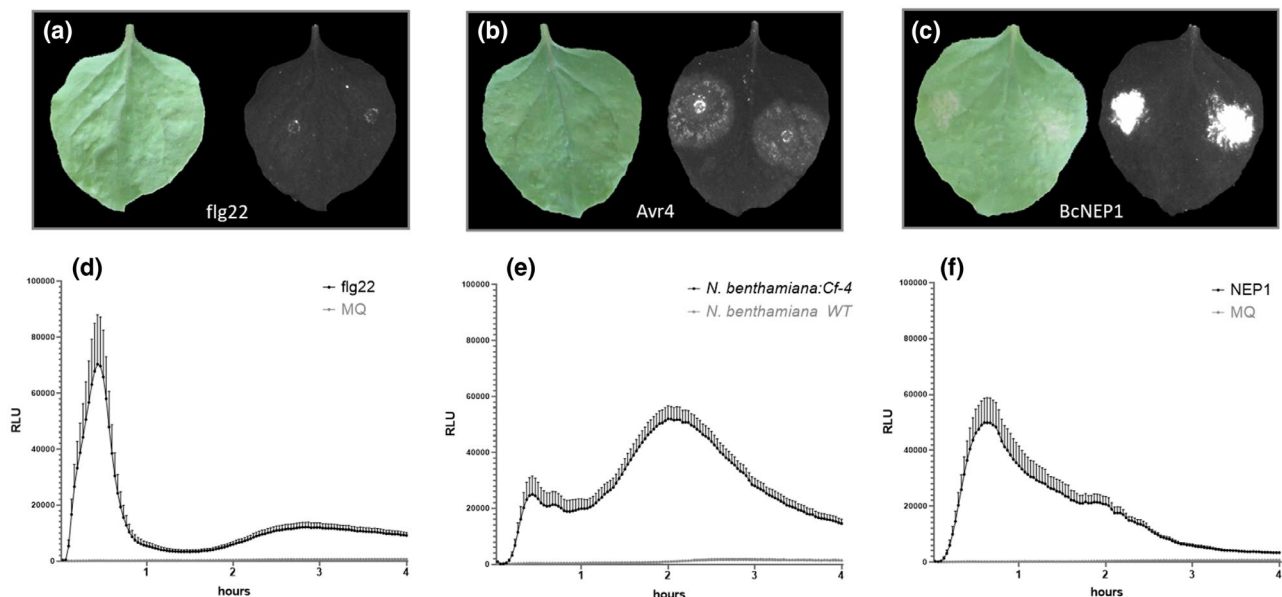 (a)
flg22
(b)
Avr4
(c)
BcNEP1
(d)
flg22
MQ
100000
80000
60000
40000
20000
0
RLU
1 2 3 4
hours
(e)
N. benthamiana:Cf-4
N. benthamiana WT
100000
80000
60000
40000
20000
0
RLU
1 2 3 4
hours
(f)
NEP1
MQ
100000
80000
60000
40000
20000
0
RLU
1 2 3 4
hours